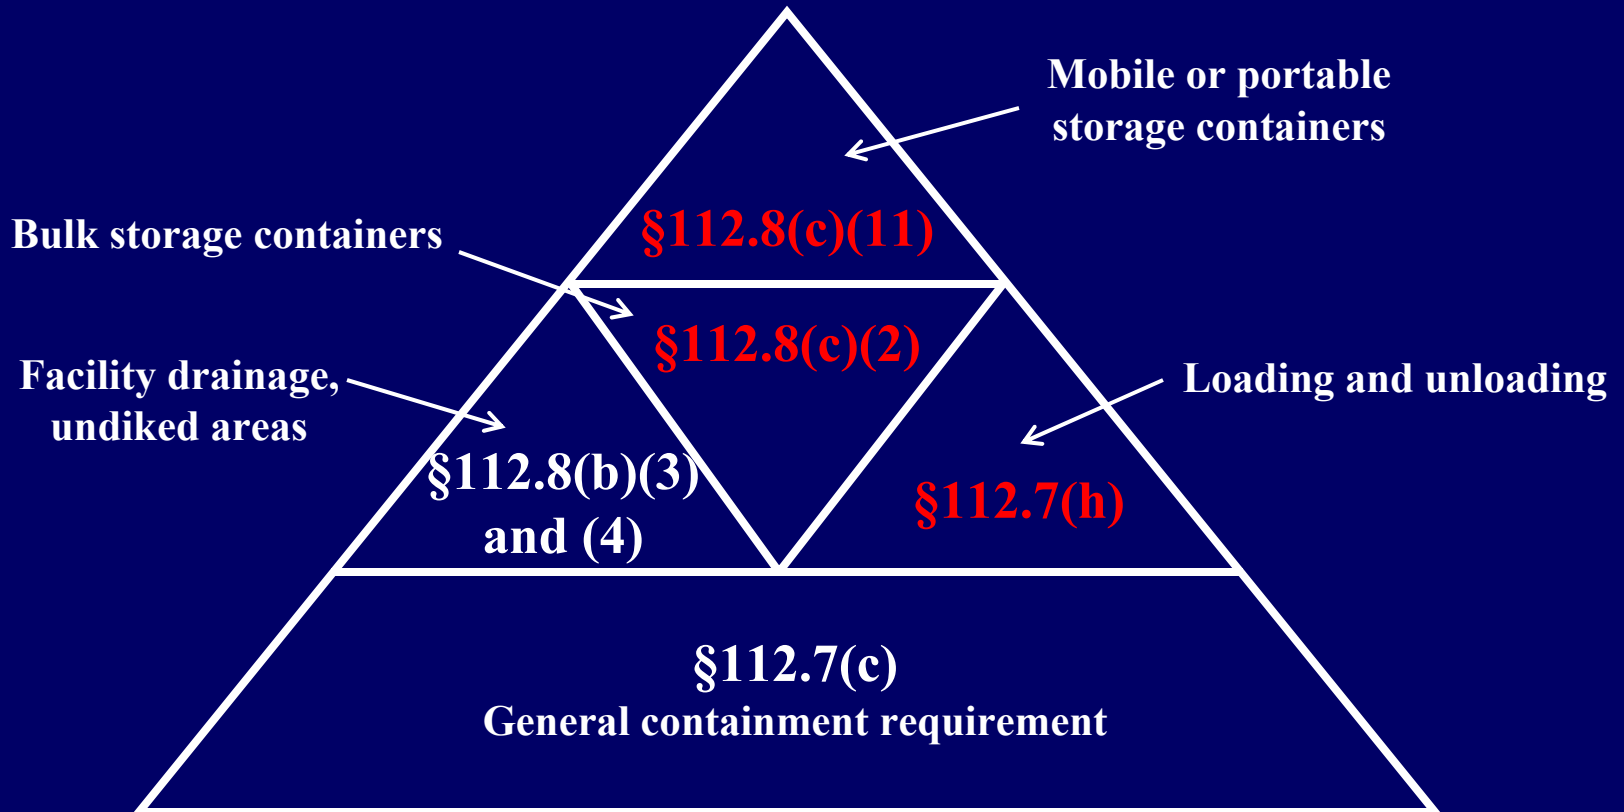 Mobile or portable
storage containers
§112.8(c)(11)
Bulk storage containers
§112.8(c)(2)
Facility drainage,
undiked areas
Loading and unloading
§112.8(b)(3)
and (4)
§112.7(h)
§112.7(c)
General containment requirement